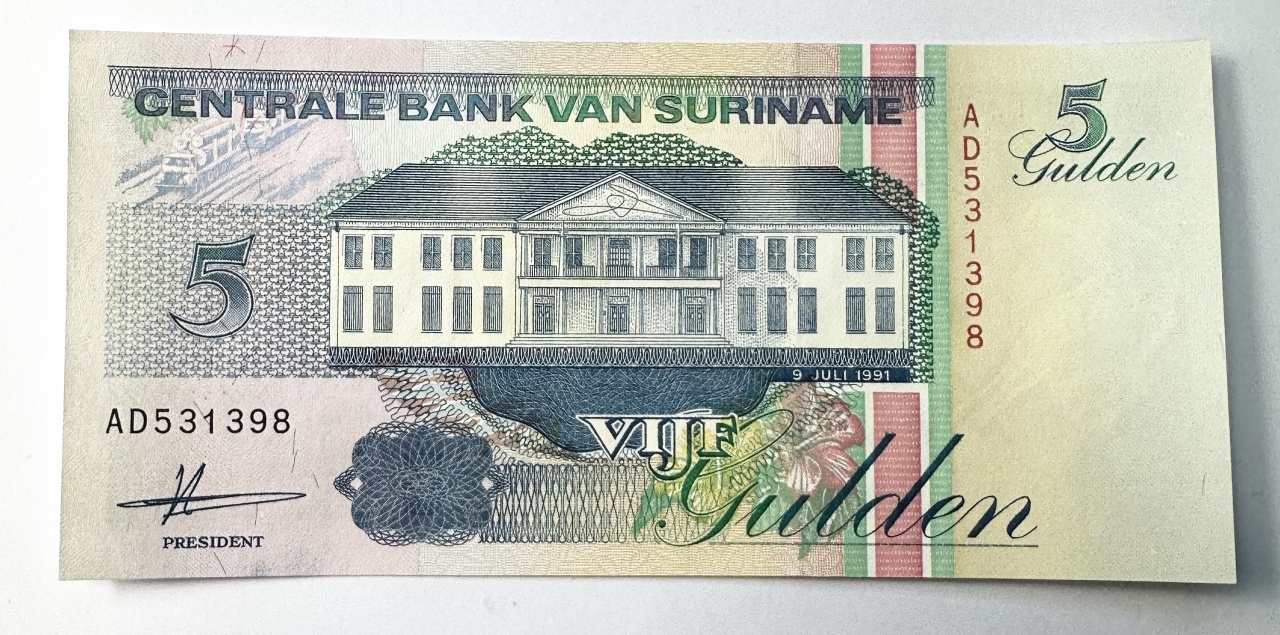 CENTRALE BANK VAN SURINAME
5
Gulden
AD531398
5
9 JULI 1991
AD531398
VIJF
Gulden
PRESIDENT